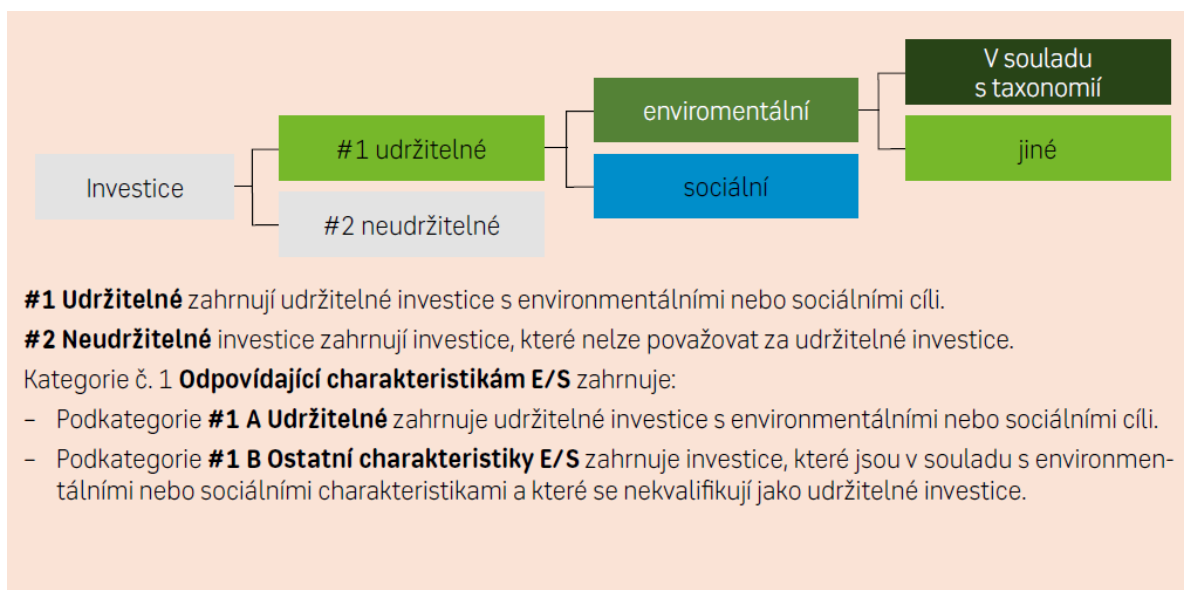 V souladu
s taxonomií
enviromentální
#1 udržitelné
jiné
Investice
sociální
#2 neudržitelné
#1 Udržitelné zahrnují udržitelné investice s environmentálními nebo sociálními cíli.
#2 Neudržitelné investice zahrnují investice, které nelze považovat za udržitelné investice.
Kategorie č. 1 Odpovídající charakteristikám E/S zahrnuje:
– Podkategorie #1 A Udržitelné zahrnuje udržitelné investice s environmentálními nebo sociálními cíli.
– Podkategorie #1 B Ostatní charakteristiky E/S zahrnuje investice, které jsou v souladu s environmen-
tálními nebo sociálními charakteristikami a které se nekvalifikují jako udržitelné investice.